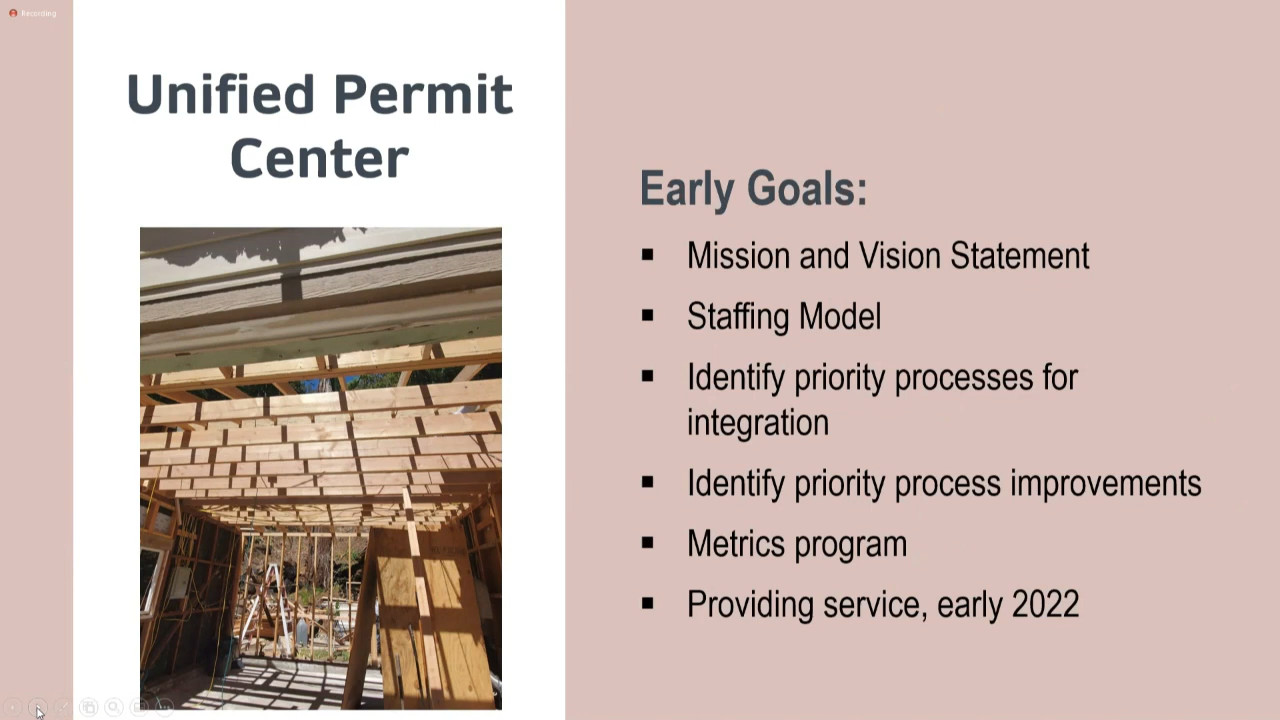 Recording
Unified Permit
Center
Early Goals:
▪ Mission and Vision Statement
▪ Staffing Model
▪ Identify priority processes for
integration
▪ Identify priority process improvements
▪ Metrics program
▪ Providing service, early 2022